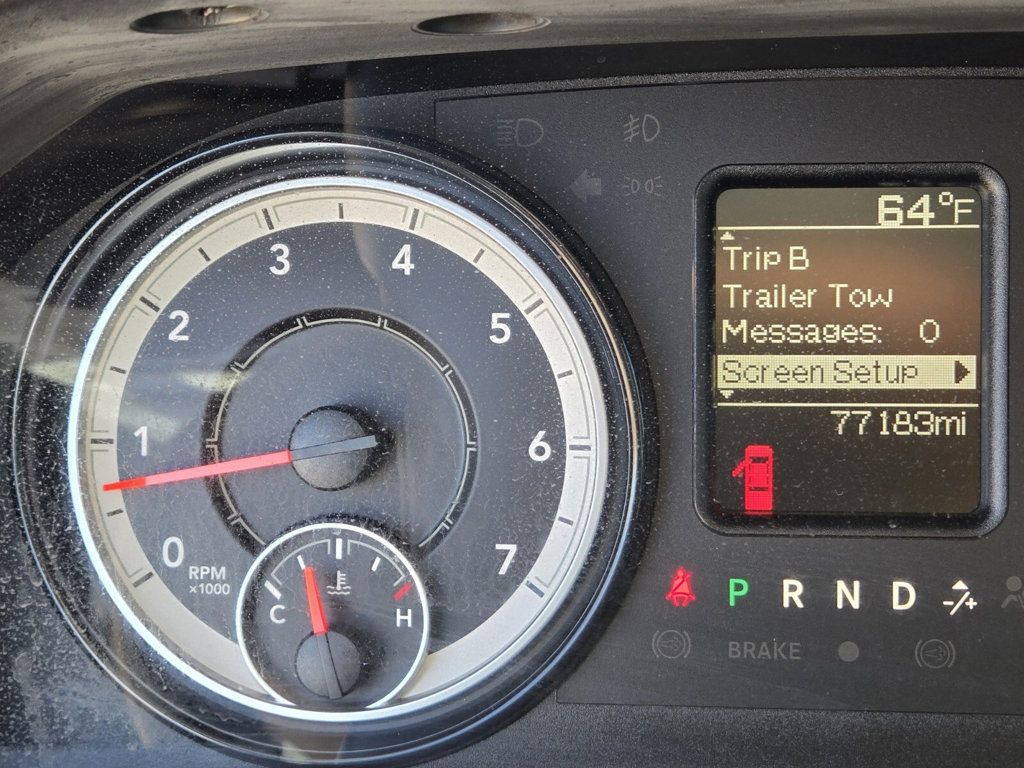 64°F
Trip B
Trailer Tow
Messages: 0
Screen Setup
77183mi
0
1
2
3
4
5
6
7
RPM
×1000
C
H
P R N D -/+
BRAKE